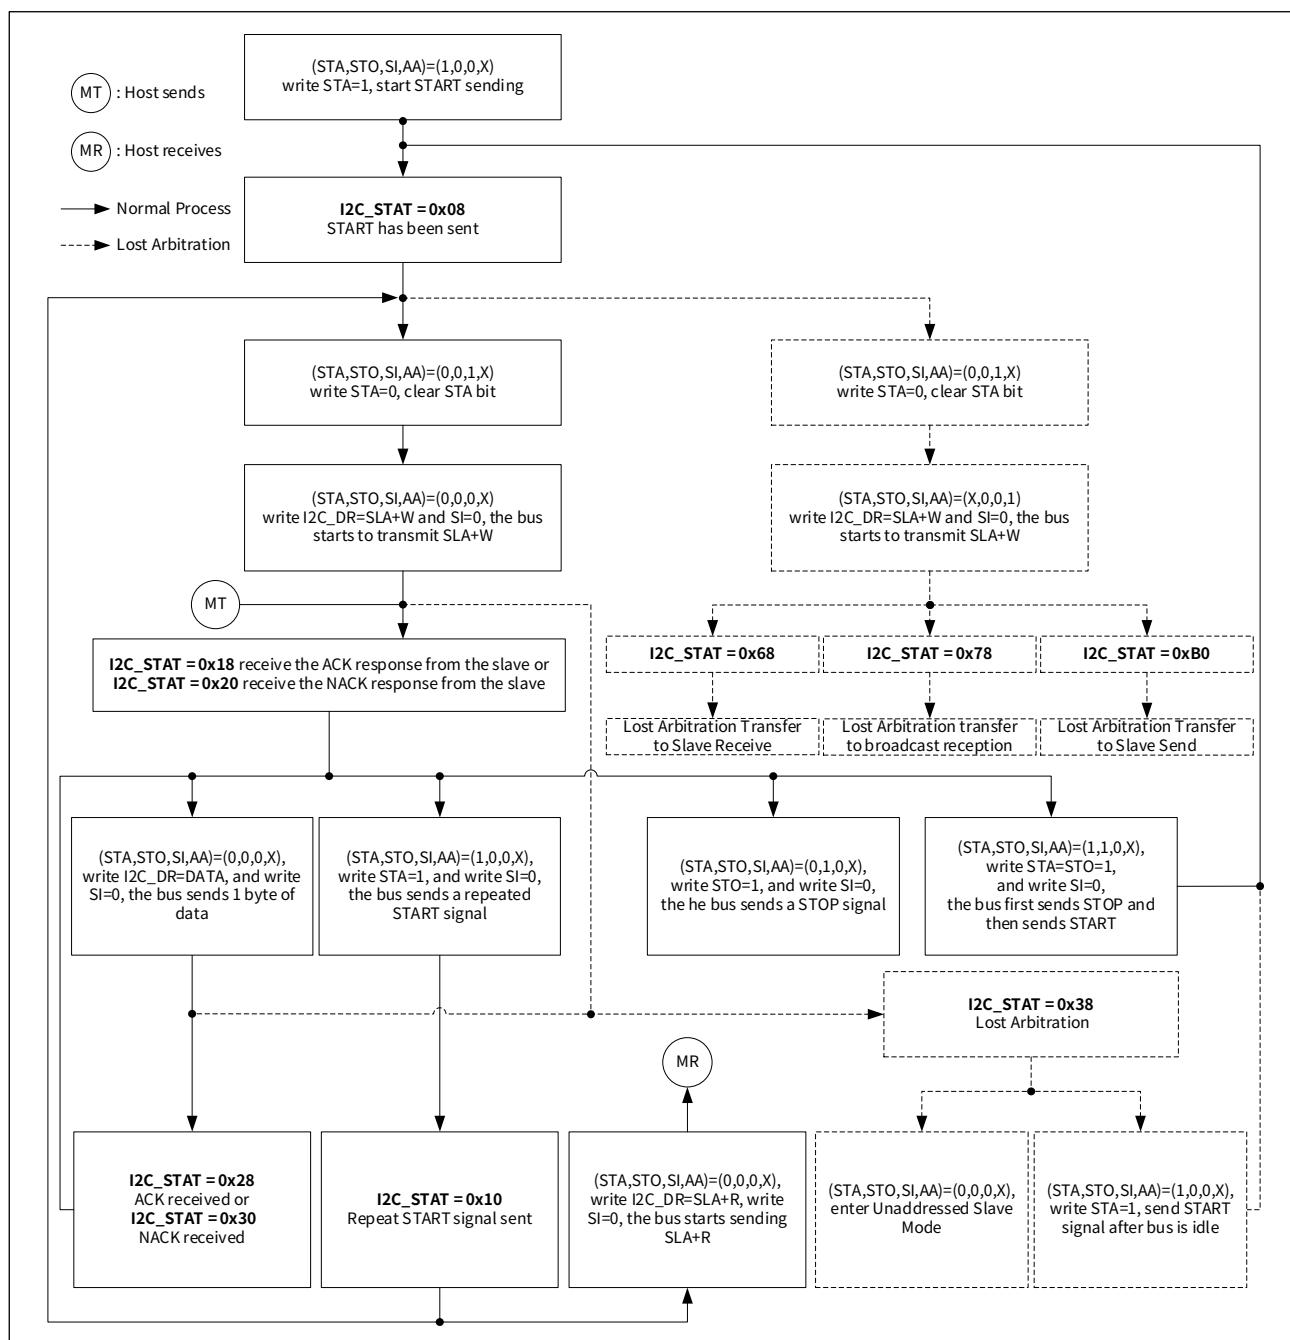 (STA,STO,SI,AA)=(1,0,0,X)
write STA=1, start START sending
MT : Host sends
MR : Host receives
Normal Process
Lost Arbitration
I2C_STAT = 0x08
START has been sent
(STA,STO,SI,AA)=(0,0,1,X)
write STA=0, clear STA bit
(STA,STO,SI,AA)=(0,0,1,X)
write STA=0, clear STA bit
(STA,STO,SI,AA)=(0,0,0,X)
write I2C_DR=SLA+W and SI=0, the bus
starts to transmit SLA+W
(STA,STO,SI,AA)=(X,0,0,1)
write I2C_DR=SLA+W and SI=0, the bus
starts to transmit SLA+W
MT
I2C_STAT = 0x18 receive the ACK response from the slave or
I2C_STAT = 0x20 receive the NACK response from the slave
I2C_STAT = 0x68
I2C_STAT = 0x78
I2C_STAT = 0xB0
Lost Arbitration Transfer
to Slave Receive
Lost Arbitration transfer
to broadcast reception
Lost Arbitration Transfer
to Slave Send
(STA,STO,SI,AA)=(0,0,0,X),
write I2C_DR=DATA, and write
SI=0, the bus sends 1 byte of
data
(STA,STO,SI,AA)=(1,0,0,X),
write STA=1, and write SI=0,
the bus sends a repeated
START signal
(STA,STO,SI,AA)=(0,1,0,X),
write STO=1, and write SI=0,
the he bus sends a STOP signal
(STA,STO,SI,AA)=(1,1,0,X),
write STA=STO=1,
and write SI=0,
the bus first sends STOP and
then sends START
I2C_STAT = 0x38
Lost Arbitration
MR
I2C_STAT = 0x28
ACK received or
I2C_STAT = 0x30
NACK received
I2C_STAT = 0x10
Repeat START signal sent
(STA,STO,SI,AA)=(0,0,0,X),
write I2C_DR=SLA+R, write
SI=0, the bus starts sending
SLA+R
(STA,STO,SI,AA)=(0,0,0,X),
enter Unaddressed Slave
Mode
(STA,STO,SI,AA)=(1,0,0,X),
write STA=1, send START
signal after bus is idle